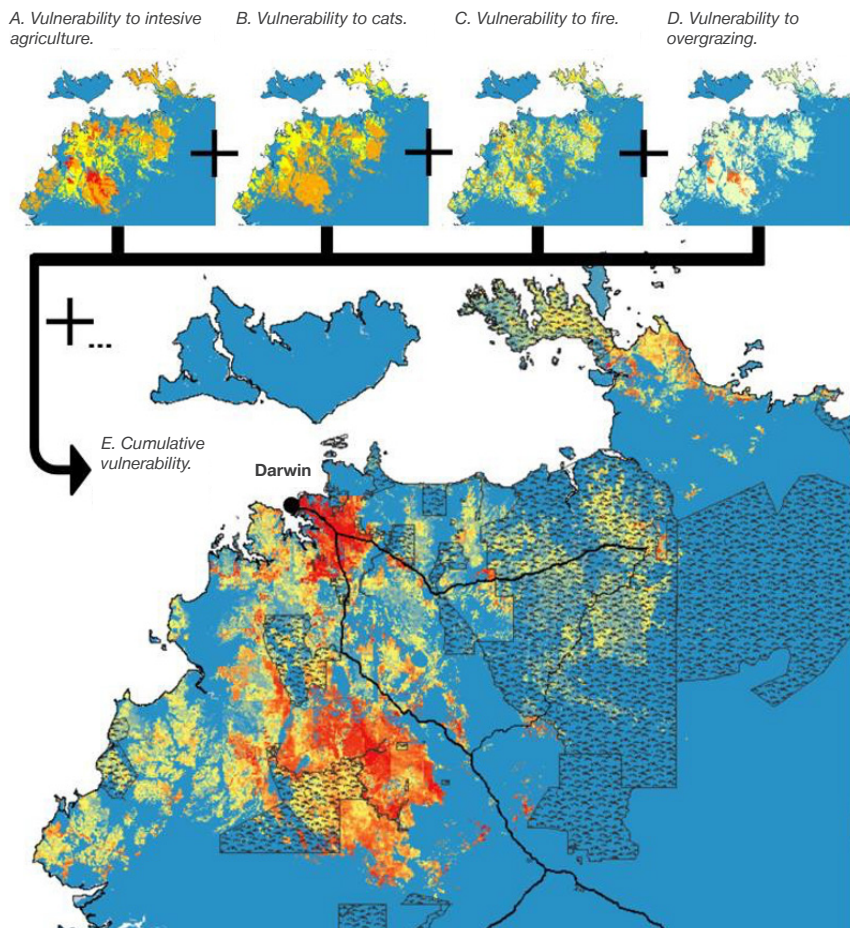 A. Vulnerability to intesive
agriculture.
B. Vulnerability to cats.
C. Vulnerability to fire.
D. Vulnerability to
overgrazing.
+
+
+
+...
E. Cumulative
vulnerability.
Darwin